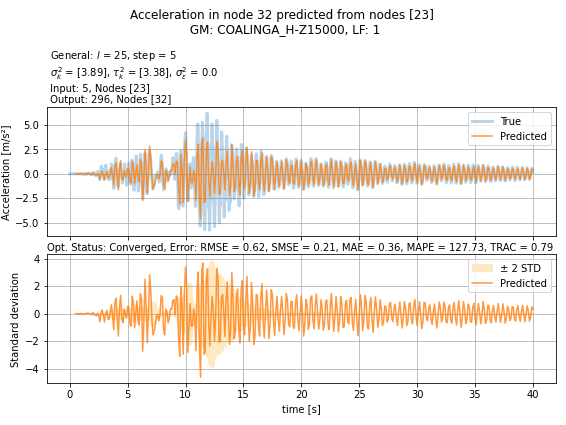 Acceleration in node 32 predicted from nodes [23]
GM: COALINGA_H-Z15000, LF: 1
General: l = 25, step = 5
σ²ₖ = [3.89], τ²ₖ = [3.38], σ²ε = 0.0
Input: 5, Nodes [23]
Output: 296, Nodes [32]
True
Predicted
Acceleration [m/s²]
5.0
2.5
0.0
−2.5
−5.0
Opt. Status: Converged, Error: RMSE = 0.62, SMSE = 0.21, MAE = 0.36, MAPE = 127.73, TRAC = 0.79
± 2 STD
Predicted
Standard deviation
4
2
0
−2
−4
0 5 10 15 20 25 30 35 40
time [s]